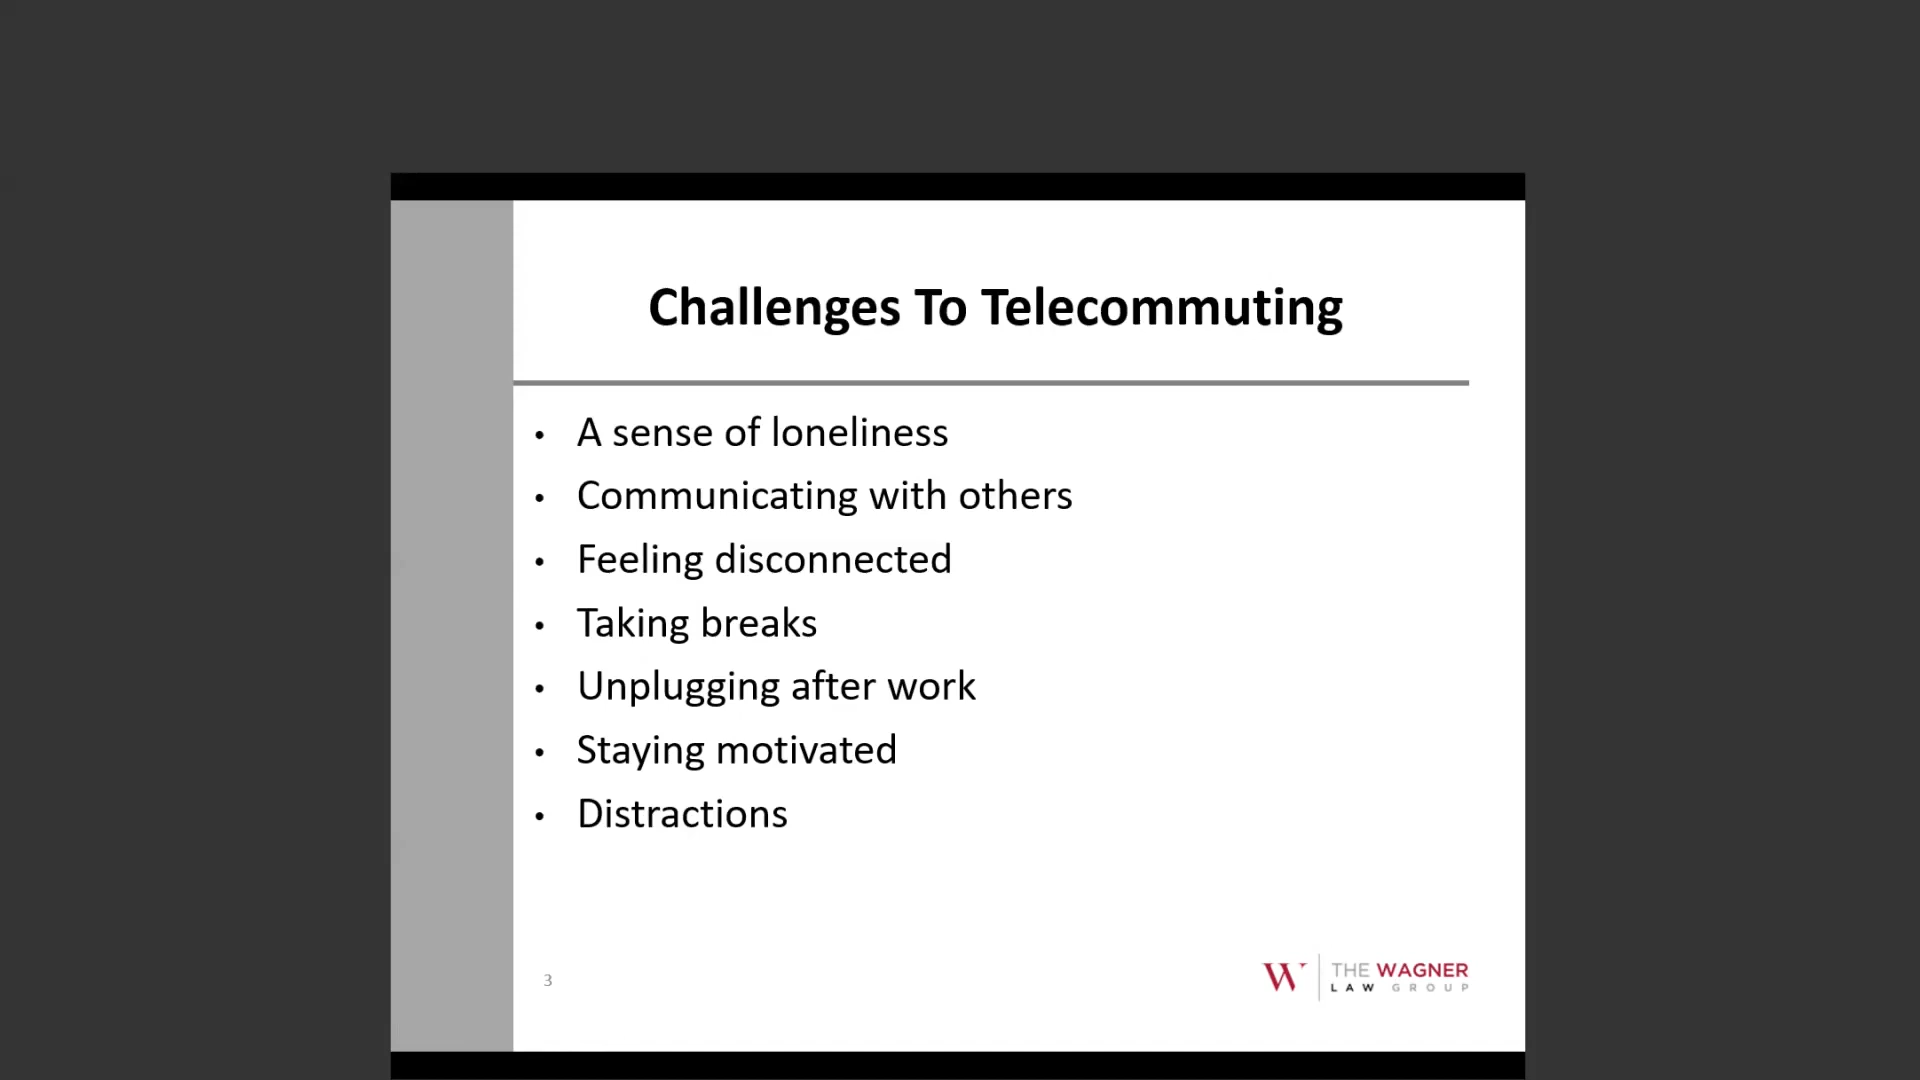 Challenges To Telecommuting
• A sense of loneliness
• Communicating with others
• Feeling disconnected
• Taking breaks
• Unplugging after work
• Staying motivated
• Distractions
3
W THE WAGNER
LAW GROUP